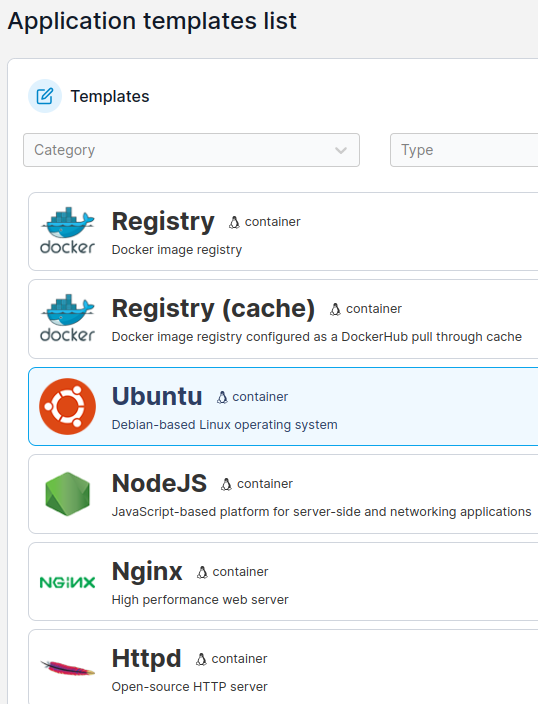 Application templates list
Templates
Category
Type
docker
Registry container
Docker image registry
docker
Registry (cache) container
Docker image registry configured as a DockerHub pull through cache
Ubuntu container
Debian-based Linux operating system
NodeJS container
JavaScript-based platform for server-side and networking applications
NGINX
Nginx container
High performance web server
Httpd container
Open-source HTTP server